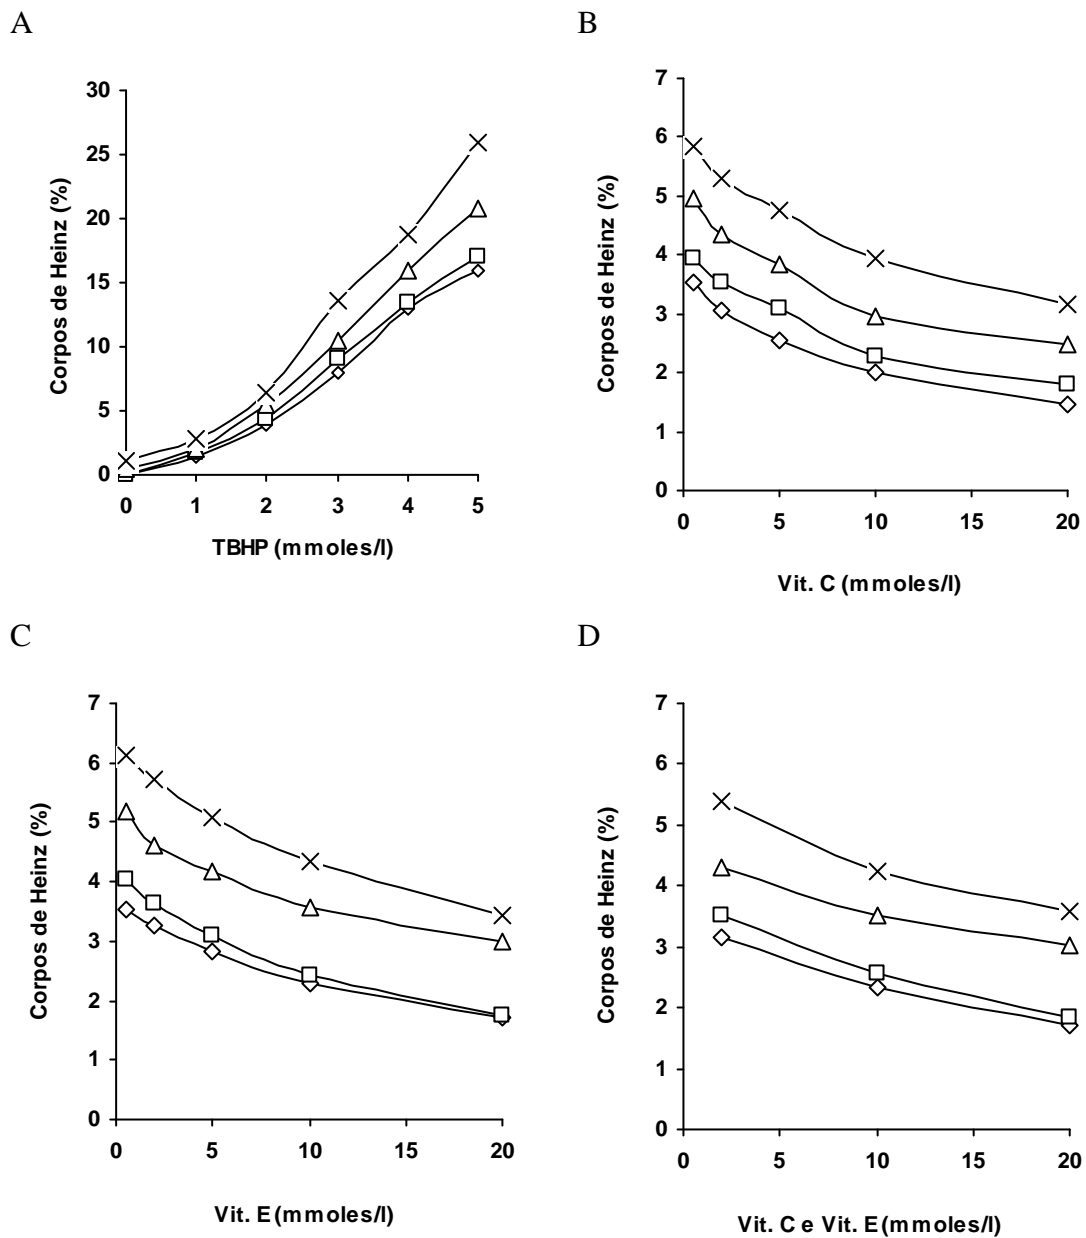 A
30
25
20
15
10
5
0
Corpos de Heinz (%)
0 1 2 3 4 5
TBHP (mmoles/l)
B
7
6
5
4
3
2
1
0
Corpos de Heinz (%)
0 5 10 15 20
Vit. C (mmoles/l)
C
7
6
5
4
3
2
1
0
Corpos de Heinz (%)
0 5 10 15 20
Vit. E (mmoles/l)
D
7
6
5
4
3
2
1
0
Corpos de Heinz (%)
0 5 10 15 20
Vit. C e Vit. E (mmoles/l)